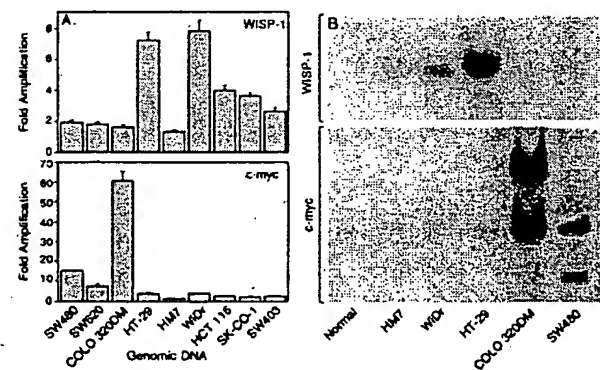 A
WISP-1
Fold Amplification
8
6
4
2
0
c-myc
Fold Amplification
70
60
50
40
30
20
10
0
SW480
SW620
COLO 320DM
HT-29
HM7
WiDr
HCT 116
SK-CO-1
SW403
Genomic DNA
B
WISP-1
c-myc
Normal
HM7
WiDr
HT-29
COLO 320DM
SW480